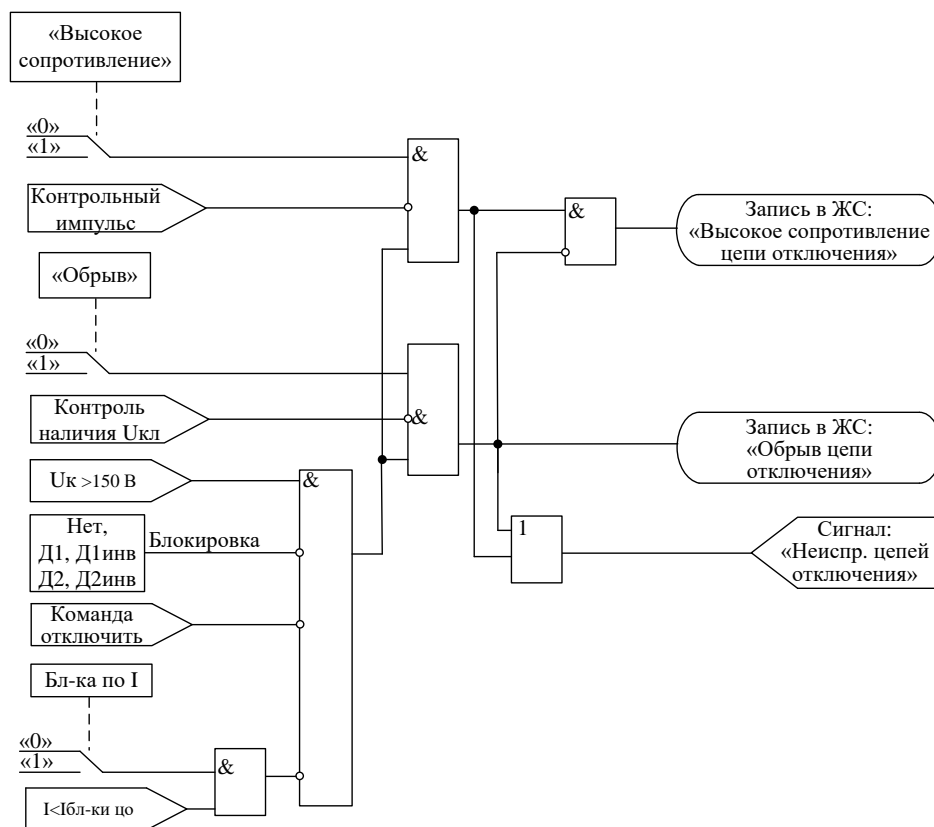 «Высокое
сопротивление»
«0»
«1»
&
Контрольный
импульс
&
Запись в ЖС:
«Высокое сопротивление
цепи отключения»
«Обрыв»
«0»
«1»
Контроль
наличия Uкл
&
Запись в ЖС:
«Обрыв цепи
отключения»
Uк >150 В
&
Нет,
Д1, Д1инв
Д2, Д2инв
Блокировка
1
Сигнал:
«Неиспр. цепей
отключения»
Команда
отключить
Бл-ка по I
«0»
«1»
&
I<Iбл-ки цо